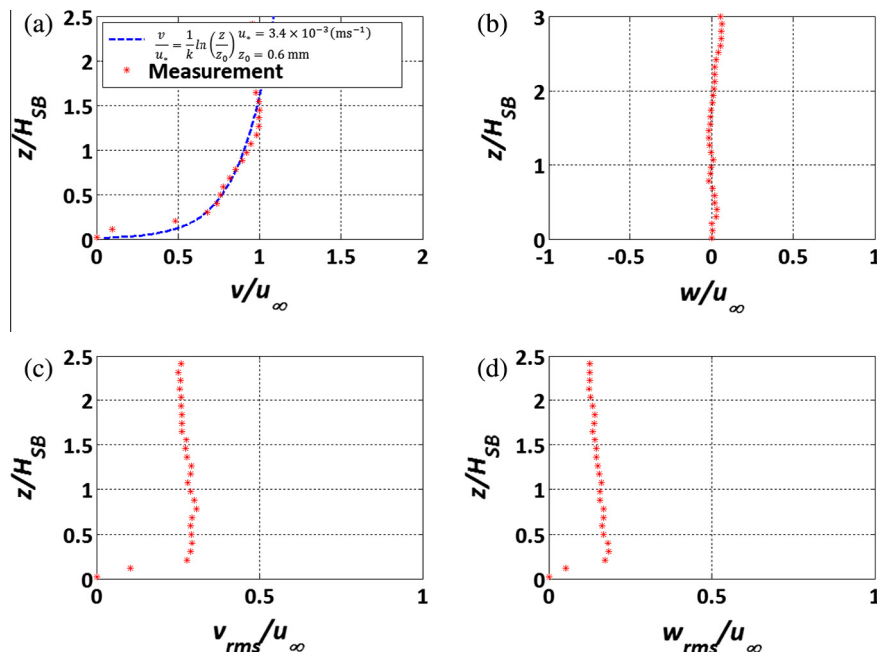 (a)
v/u* = 1/k ln(z/z0) u* = 3.4 × 10⁻³(ms⁻¹)
z0 = 0.6 mm
Measurement
2.5
2
1.5
1
0.5
0
z/H_SB
0 0.5 1 1.5 2
v/u∞
(b)
3
2
1
0
z/H_SB
-1 -0.5 0 0.5 1
w/u∞
(c)
2.5
2
1.5
1
0.5
0
z/H_SB
0 0.5 1
v_rms/u∞
(d)
2.5
2
1.5
1
0.5
0
z/H_SB
0 0.5 1
w_rms/u∞